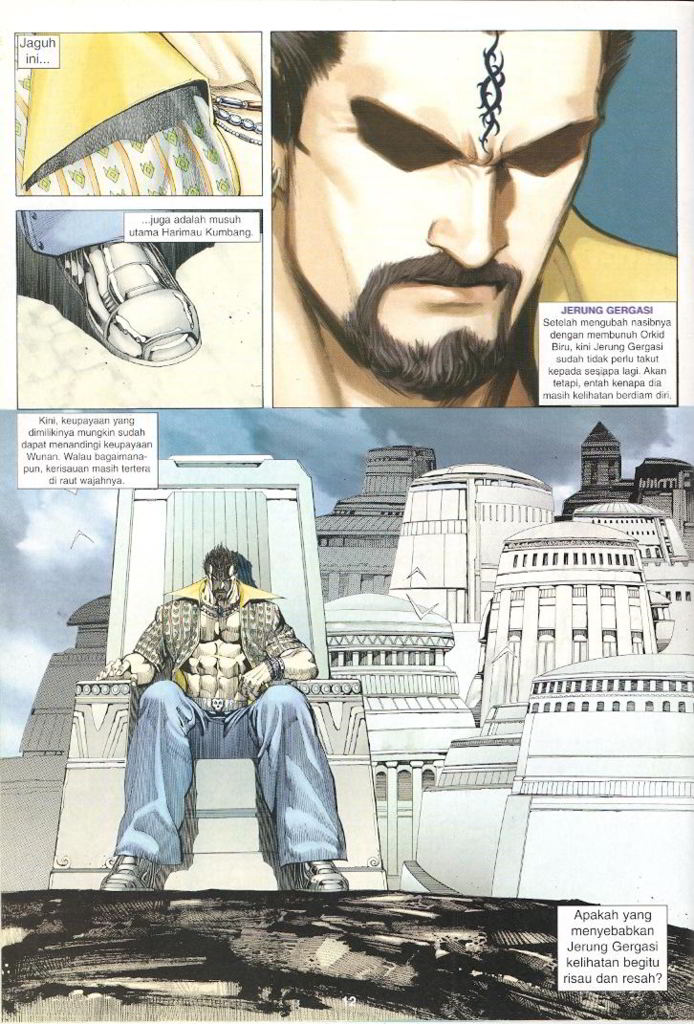 Jaguh
ini...
...juga adalah musuh
utama Harimau Kumbang.
JERUNG GERGASI
Setelah mengubah nasibnya
dengan membunuh Orkid
Biru, kini Jerung Gergasi
sudah tidak perlu takut
kepada sesiapa lagi. Akan
tetapi, entah kenapa dia
masih kelihatan berdiam diri.
Kini, keupayaan yang
dimilikinya mungkin sudah
dapat menandingi keupayaan
Wunan. Walau bagaimana-
pun, kerisauan masih tertera
di raut wajahnya.
Apakah yang
menyebabkan
Jerung Gergasi
kelihatan begitu
risau dan resah?
12